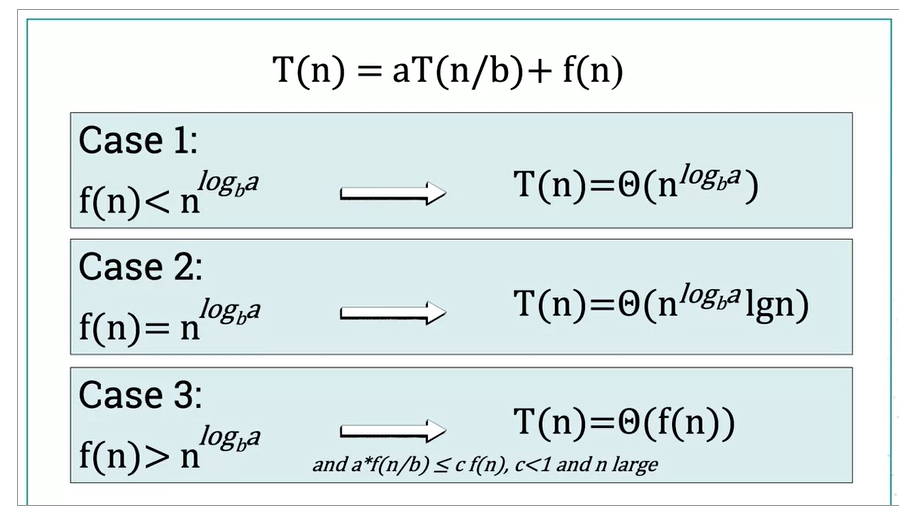 T(n) = aT(n/b)+ f(n)
Case 1:
f(n)< n^{log_b a} T(n)=Θ(n^{log_b a})
Case 2:
f(n)= n^{log_b a} T(n)=Θ(n^{log_b a} lgn)
Case 3:
f(n)> n^{log_b a} T(n)=Θ(f(n))
and a*f(n/b) ≤ c f(n), c<1 and n large